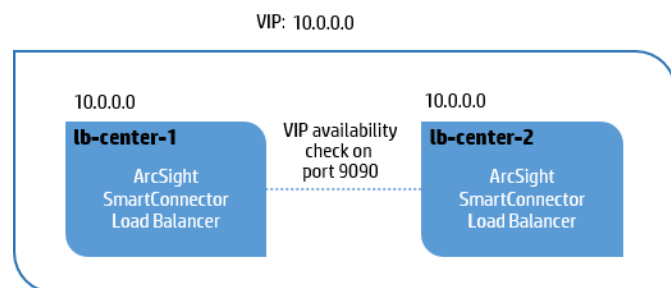 VIP: 10.0.0.0
10.0.0.0
lb-center-1
ArcSight
SmartConnector
Load Balancer
VIP availability
check on
port 9090
10.0.0.0
lb-center-2
ArcSight
SmartConnector
Load Balancer